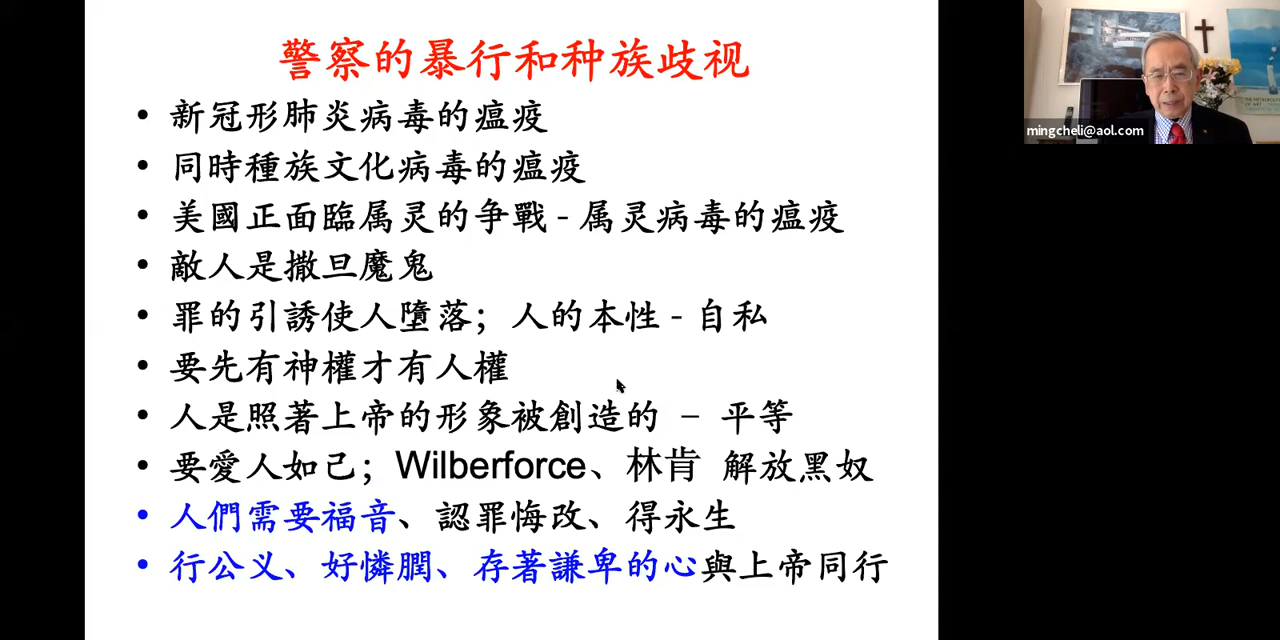 警察的暴行和种族歧视
• 新冠形肺炎病毒的瘟疫
• 同時種族文化病毒的瘟疫
• 美國正面臨属灵的争戰 - 属灵病毒的瘟疫
• 敵人是撒旦魔鬼
• 罪的引誘使人墮落；人的本性 - 自私
• 要先有神權才有人權
• 人是照著上帝的形象被創造的 – 平等
• 要愛人如己；Wilberforce、林肯 解放黑奴
• 人們需要福音、認罪悔改、得永生
• 行公义、好憐閏、存著謙卑的心與上帝同行
mingcheli@aol.com